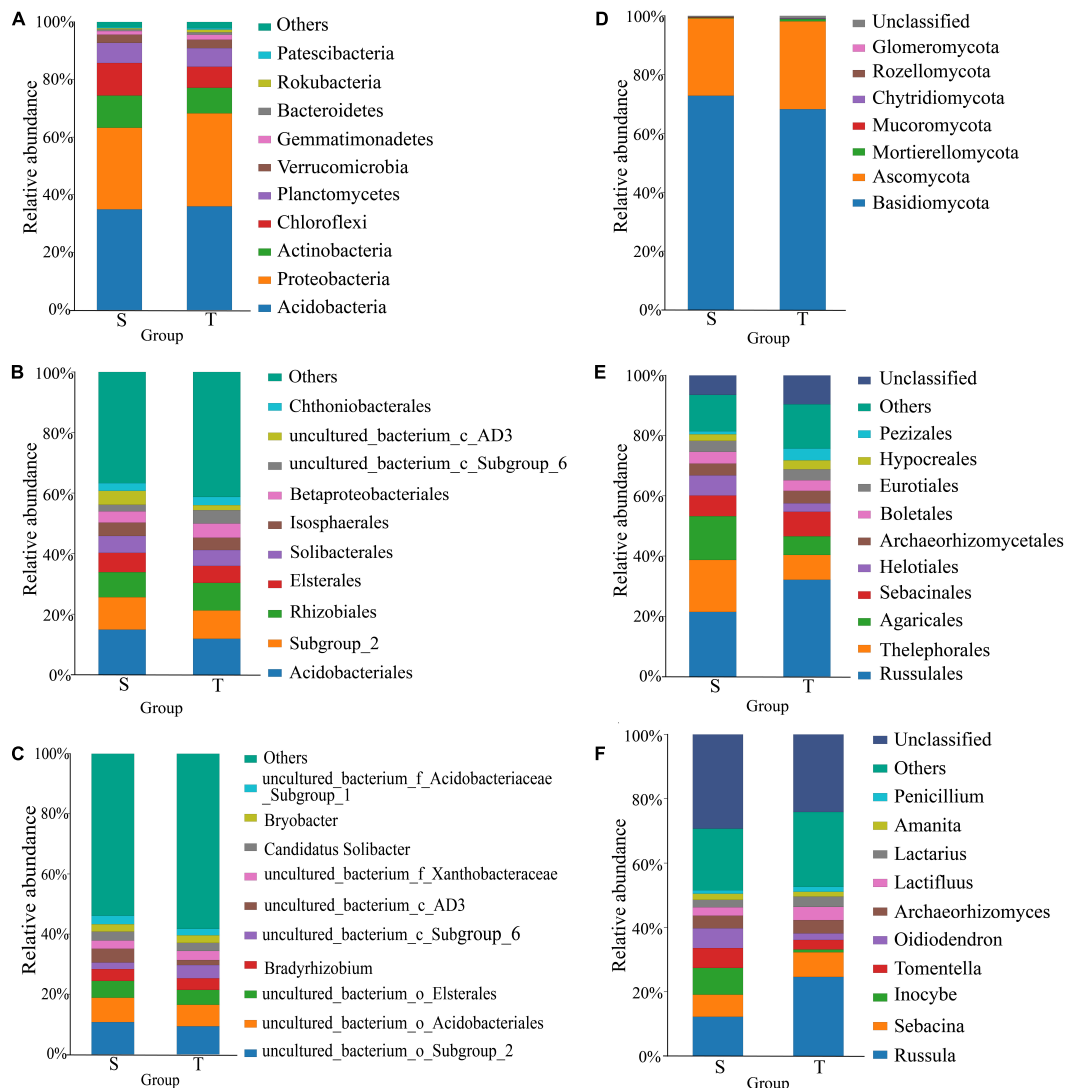 A
Relative abundance
100%
80%
60%
40%
20%
0%
S
T
Group
Others
Patescibacteria
Rokubacteria
Bacteroidetes
Gemmatimonadetes
Verrucomicrobia
Planctomycetes
Chloroflexi
Actinobacteria
Proteobacteria
Acidobacteria
D
Relative abundance
100%
80%
60%
40%
20%
0%
S
T
Group
Unclassified
Glomeromycota
Rozellomycota
Chytridiomycota
Mucoromycota
Mortierellomycota
Ascomycota
Basidiomycota
B
Relative abundance
100%
80%
60%
40%
20%
0%
S
T
Group
Others
Chthoniobacterales
uncultured_bacterium_c_AD3
uncultured_bacterium_c_Subgroup_6
Betaproteobacteriales
Isosphaerales
Solibacterales
Elsterales
Rhizobiales
Subgroup_2
Acidobacteriales
E
Relative abundance
100%
80%
60%
40%
20%
0%
S
T
Group
Unclassified
Others
Pezizales
Hypocreales
Eurotiales
Boletales
Archaeorhizomycetales
Helotiales
Sebacinales
Agaricales
Thelephorales
Russulales
C
Relative abundance
100%
80%
60%
40%
20%
0%
S
T
Group
Others
uncultured_bacterium_f_Acidobacteriaceae
_Subgroup_1
Bryobacter
Candidatus Solibacter
uncultured_bacterium_f_Xanthobacteraceae
uncultured_bacterium_c_AD3
uncultured_bacterium_c_Subgroup_6
Bradyrhizobium
uncultured_bacterium_o_Elsterales
uncultured_bacterium_o_Acidobacteriales
uncultured_bacterium_o_Subgroup_2
F
Relative abundance
100%
80%
60%
40%
20%
0%
S
T
Group
Unclassified
Others
Penicillium
Amanita
Lactarius
Lactifluus
Archaeorhizomyces
Oidiodendron
Tomentella
Inocybe
Sebacina
Russula